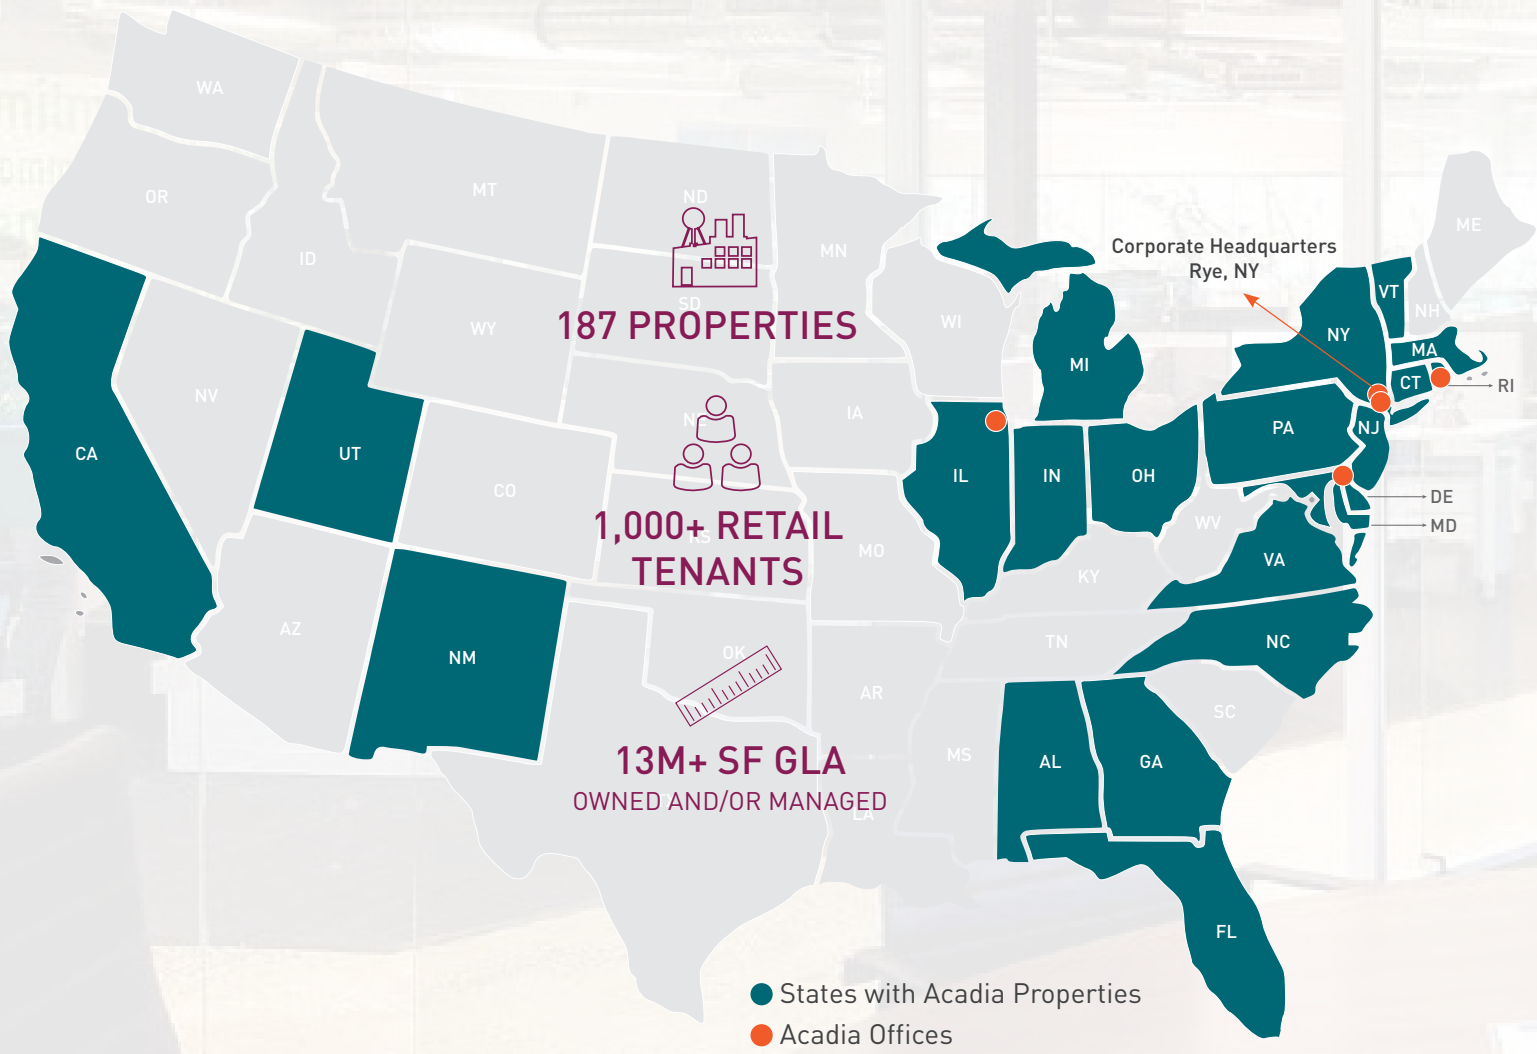 WA
OR
MT
ID
ND
MN
SD
WY
WI
NV
CA
UT
CO
NE
IA
KS
MO
AZ
NM
OK
AR
TX
LA
MS
187 PROPERTIES
1,000+ RETAIL
TENANTS
13M+ SF GLA
OWNED AND/OR MANAGED
Corporate Headquarters
Rye, NY
ME
VT
NH
NY
MA
CT
RI
MI
PA
NJ
IL
IN
OH
DE
MD
WV
VA
KY
TN
NC
SC
AL
GA
FL
States with Acadia Properties
Acadia Offices